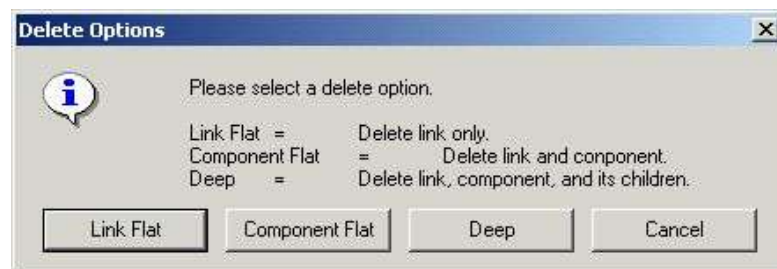 Delete Options
Please select a delete option.
Link Flat = Delete link only.
Component Flat = Delete link and conponent.
Deep = Delete link, component, and its children.
Link Flat Component Flat Deep Cancel